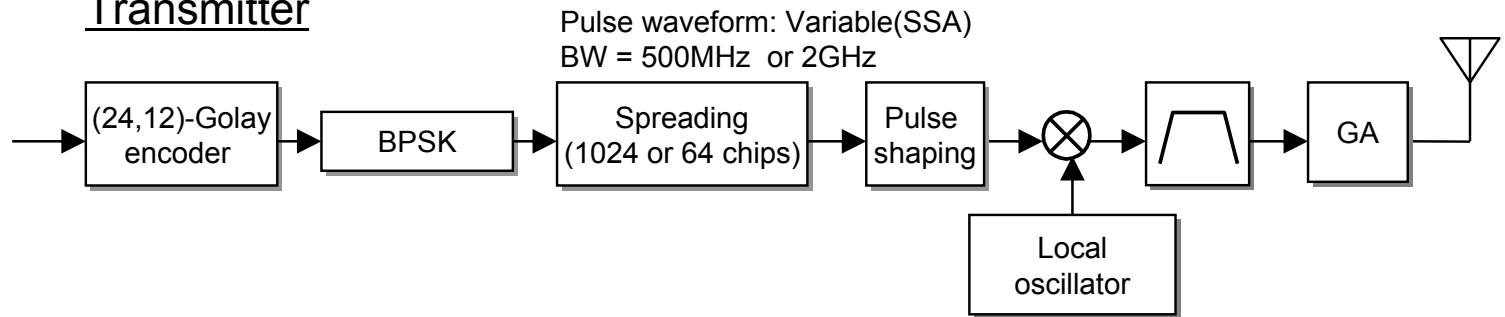 Transmitter
Pulse waveform: Variable(SSA)
BW = 500MHz or 2GHz
(24,12)-Golay
encoder
BPSK
Spreading
(1024 or 64 chips)
Pulse
shaping
GA
Local
oscillator